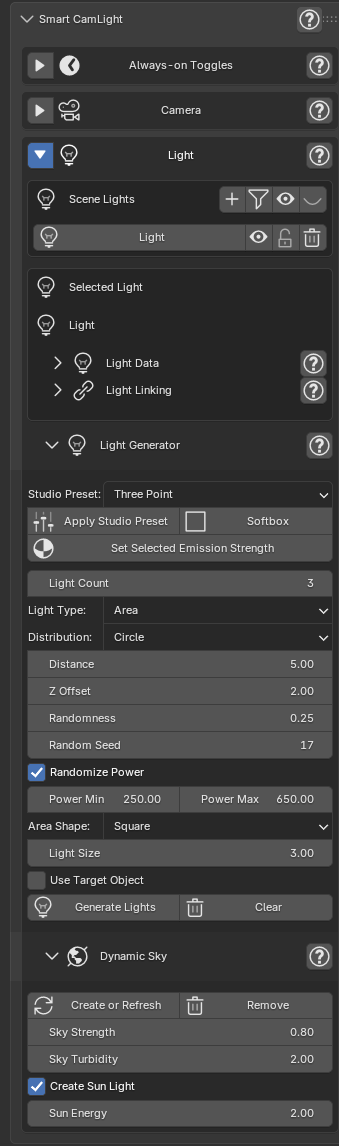 Smart CamLight
Always-on Toggles
Camera
Light
Scene Lights
Light
Selected Light
Light
Light Data
Light Linking
Light Generator
Studio Preset: Three Point
Apply Studio Preset Softbox
Set Selected Emission Strength
Light Count 3
Light Type: Area
Distribution: Circle
Distance 5.00
Z Offset 2.00
Randomness 0.25
Random Seed 17
Randomize Power
Power Min 250.00 Power Max 650.00
Area Shape: Square
Light Size 3.00
Use Target Object
Generate Lights Clear
Dynamic Sky
Create or Refresh Remove
Sky Strength 0.80
Sky Turbidity 2.00
Create Sun Light
Sun Energy 2.00